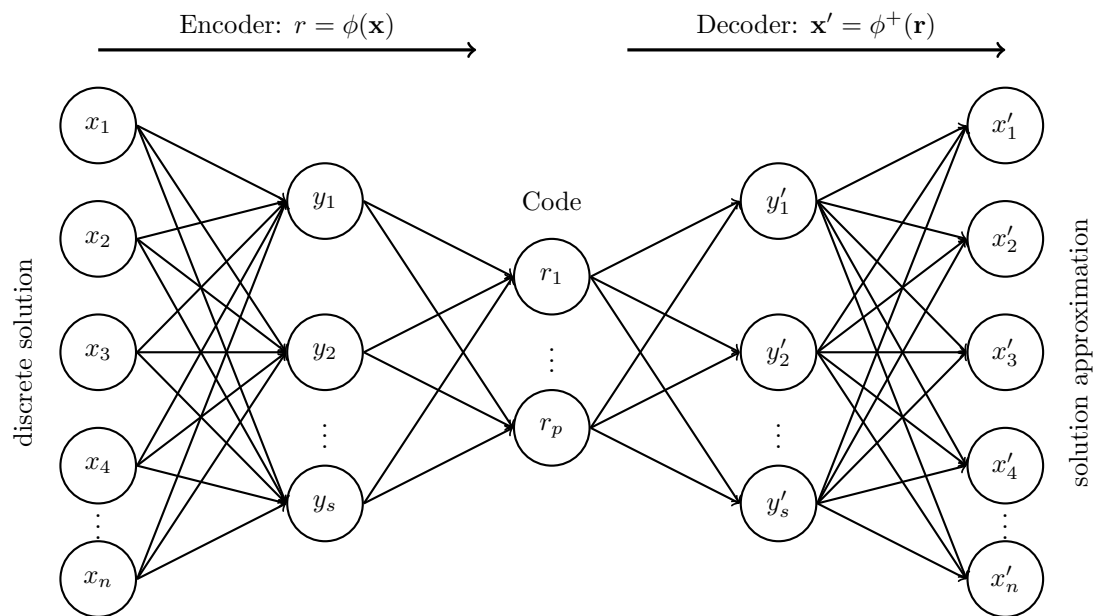 Encoder: r = ϕ(𝐱)
Decoder: 𝐱′ = ϕ⁺(𝐫)
discrete solution
x₁
x₂
x₃
x₄
⋮
xₙ
y₁
y₂
⋮
yₛ
Code
r₁
⋮
rₚ
y′₁
y′₂
⋮
y′ₛ
x′₁
x′₂
x′₃
x′₄
⋮
x′ₙ
solution approximation